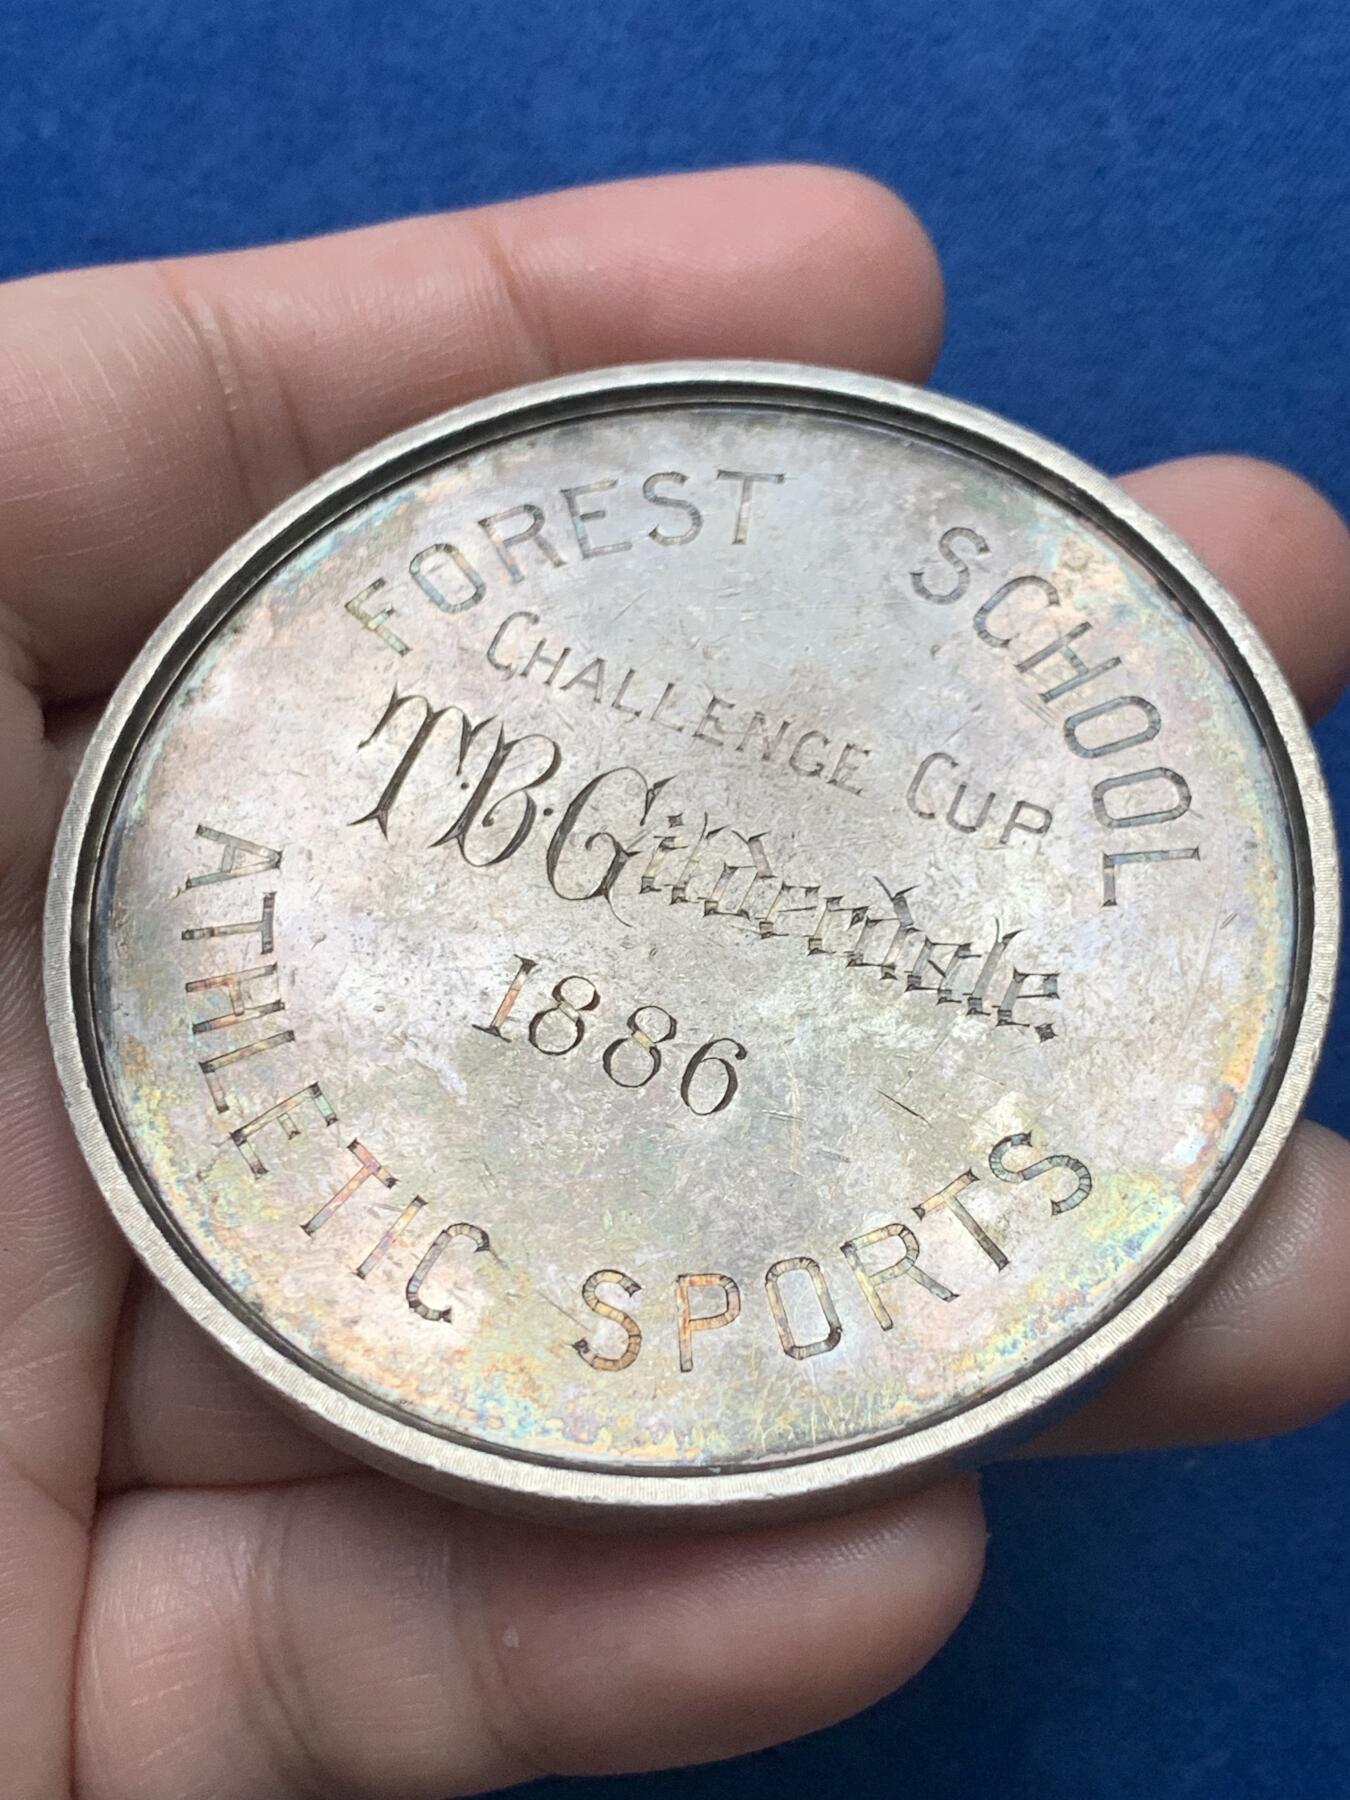 FOREST SCHOOL
CHALLENGE CUP
T.B.Gilderdale.
1886
ATHLETIC SPORTS